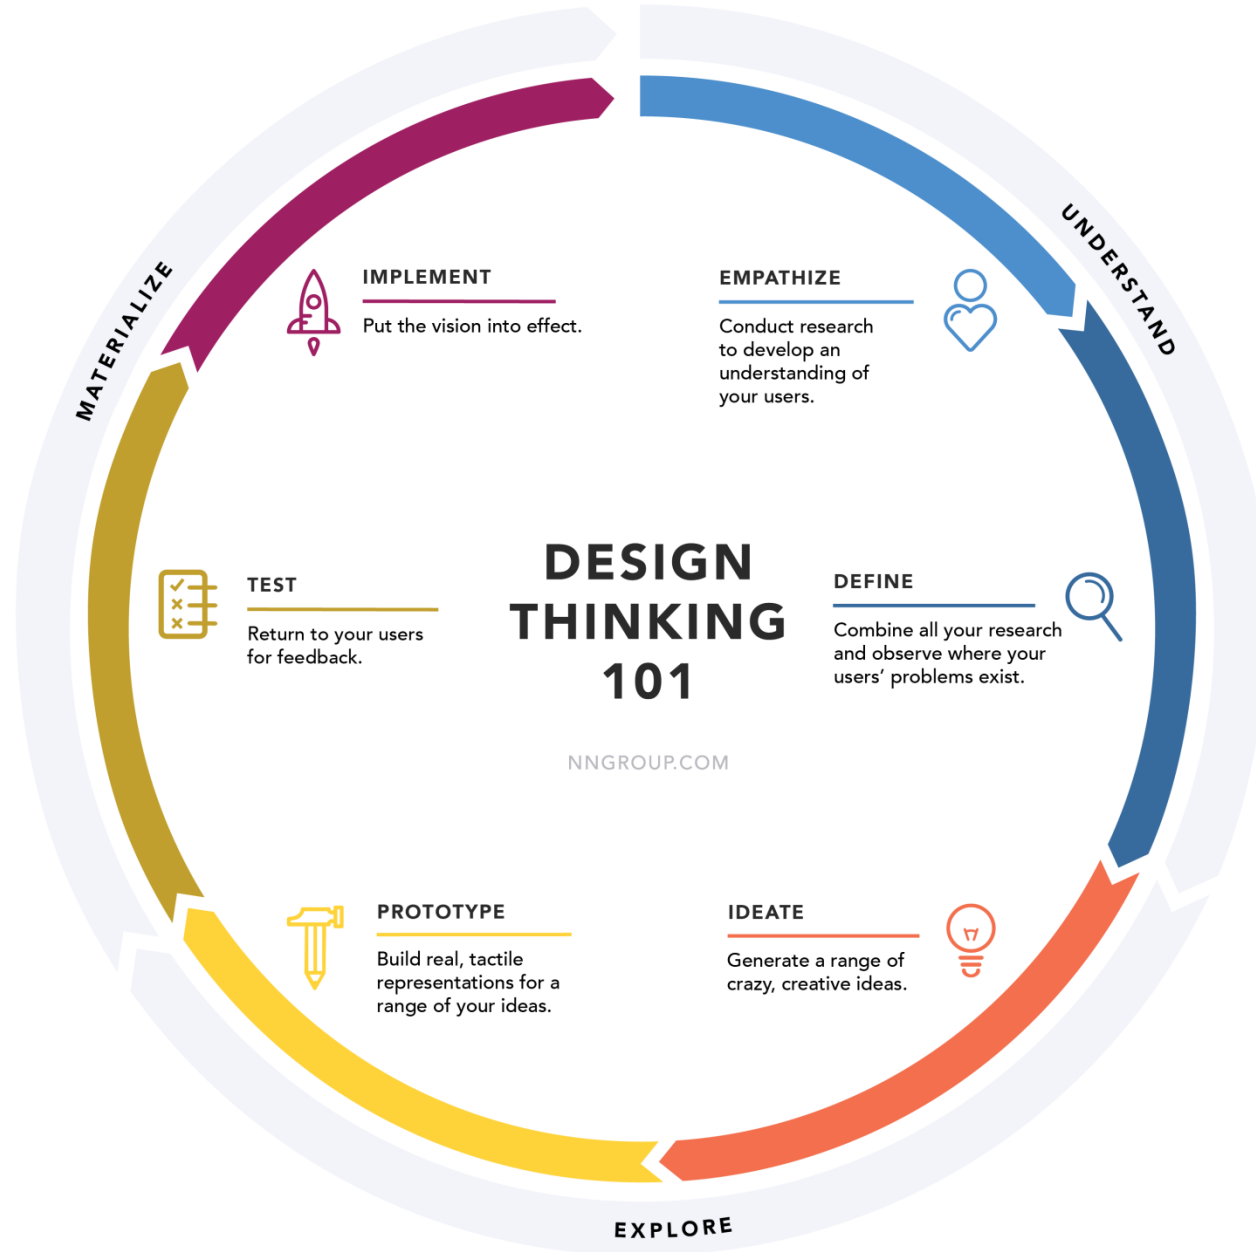 DESIGN
THINKING
101
NNGROUP.COM
UNDERSTAND
EMPATHIZE
Conduct research
to develop an
understanding of
your users.
DEFINE
Combine all your research
and observe where your
users’ problems exist.
EXPLORE
IDEATE
Generate a range of
crazy, creative ideas.
PROTOTYPE
Build real, tactile
representations for a
range of your ideas.
MATERIALIZE
TEST
Return to your users
for feedback.
IMPLEMENT
Put the vision into effect.